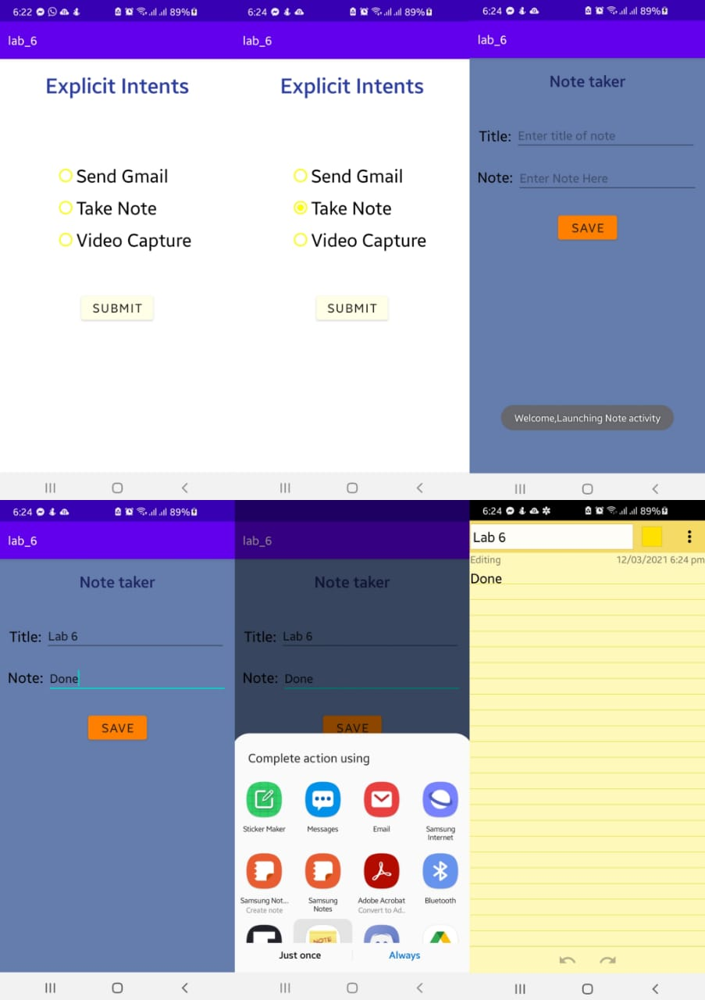 6:22 89%
lab_6
Explicit Intents
Send Gmail
Take Note
Video Capture
SUBMIT
6:24 89%
lab_6
Explicit Intents
Send Gmail
Take Note
Video Capture
SUBMIT
6:24 89%
lab_6
Note taker
Title: Enter title of note
Note: Enter Note Here
SAVE
Welcome,Launching Note activity
6:24 89%
lab_6
Note taker
Title: Lab 6
Note: Done
SAVE
lab_6
Note taker
Title: Lab 6
Note: Done
SAVE
Complete action using
Sticker Maker
Messages
Email
Samsung
Internet
Samsung Not...
Create note
Samsung
Notes
Adobe Acrobat
Convert to Ad..
Bluetooth
NOTE
Just once
Always
6:24 89%
Lab 6
Editing 12/03/2021 6:24 pm
Done